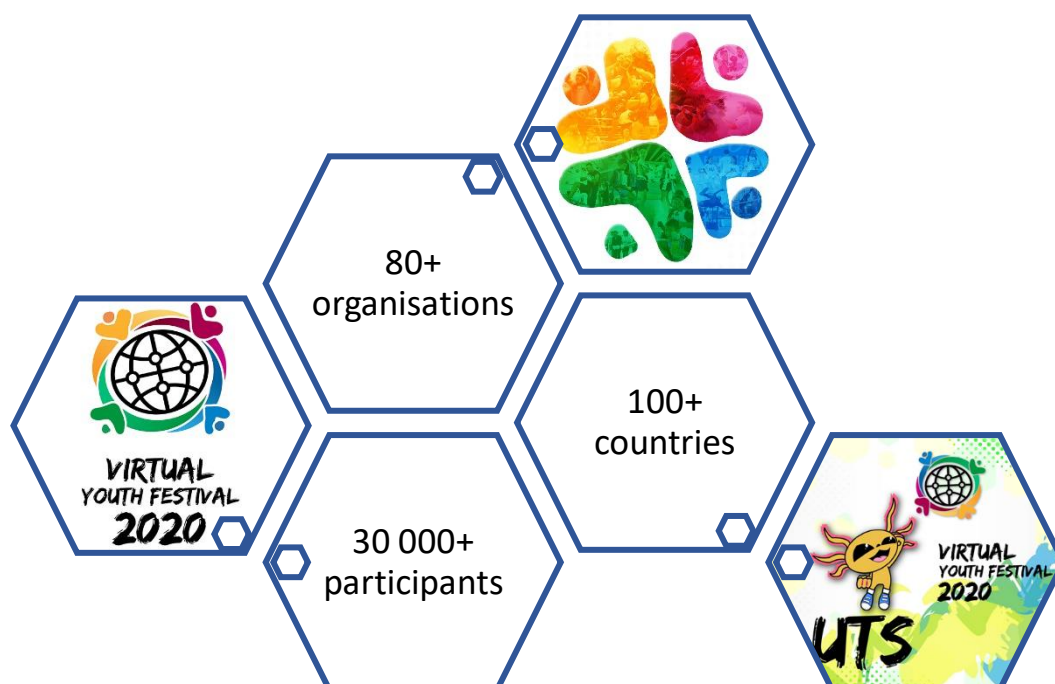 80+
organisations
VIRTUAL
YOUTH FESTIVAL
2020
100+
countries
30 000+
participants
VIRTUAL
YOUTH FESTIVAL
2020
UTS